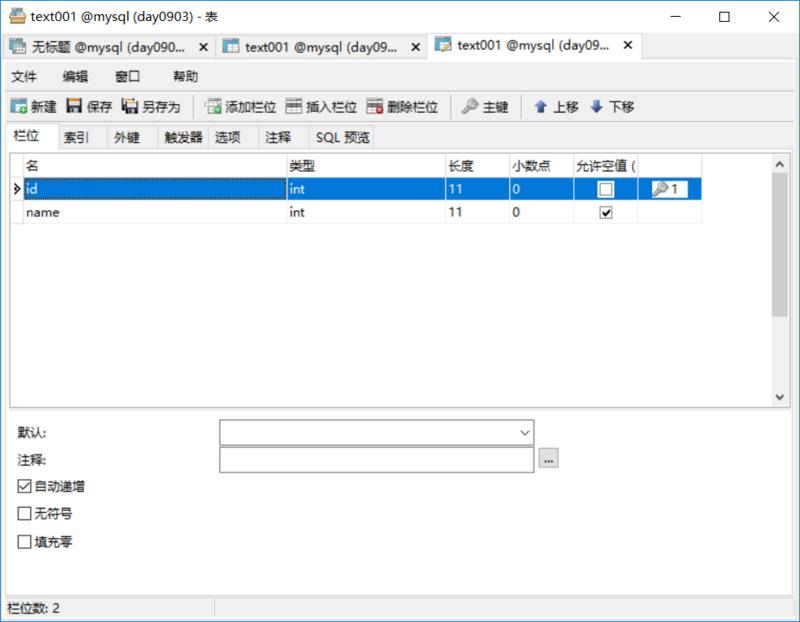 text001 @mysql (day0903) - 表
无标题 @mysql (day090... text001 @mysql (day09... text001 @mysql (day09...
文件 编辑 窗口 帮助
新建 保存 另存为 添加栏位 插入栏位 删除栏位 主键 上移 下移
栏位 索引 外键 触发器 选项 注释 SQL 预览
名 类型 长度 小数点 允许空值 (
id int 11 0 1
name int 11 0
默认:
注释: ...
自动递增
无符号
填充零
栏位数: 2